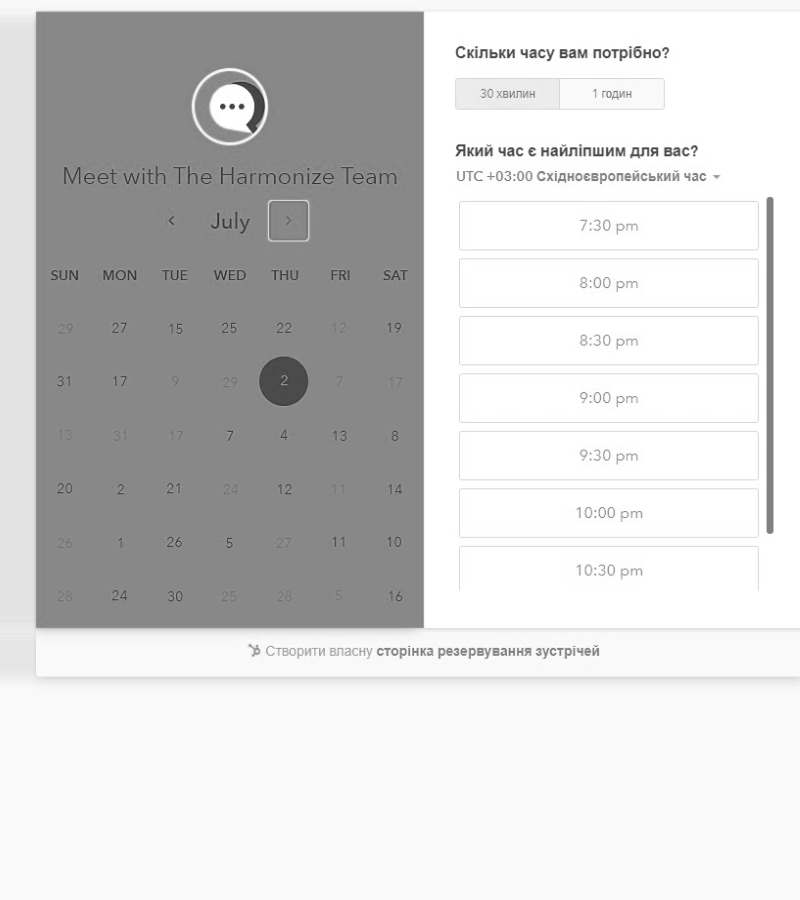 Meet with The Harmonize Team
July
SUN MON TUE WED THU FRI SAT
29 27 15 25 22 12 19
31 17 9 29 2 7 17
13 31 17 7 4 13 8
20 2 21 24 12 11 14
26 1 26 5 27 11 10
28 24 30 25 28 5 16
Скільки часу вам потрібно?
30 хвилин 1 годин
Який час є найліпшим для вас?
UTC +03:00 Східноєвропейський час
7:30 pm
8:00 pm
8:30 pm
9:00 pm
9:30 pm
10:00 pm
10:30 pm
Створити власну сторінка резервування зустрічей